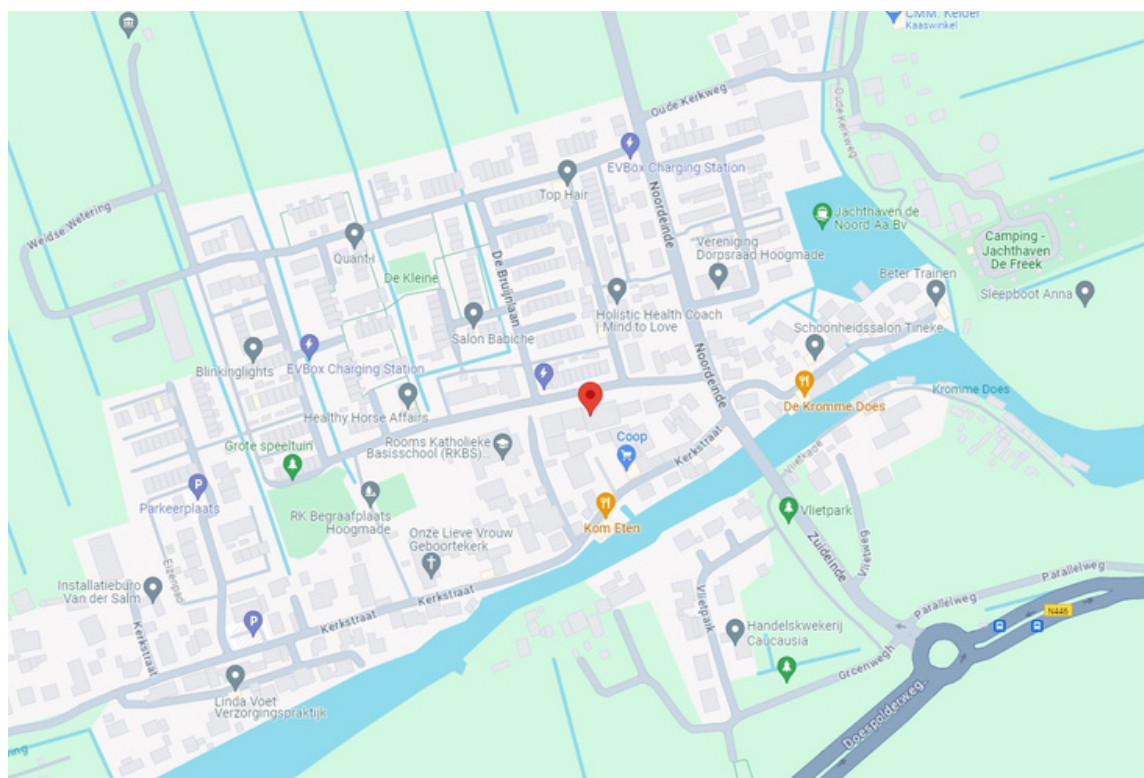 CMM. Kelder
Kaaswinkel
Oude Kerkweg
EVBox Charging Station
Oude Kerkweg
Top Hair
Noordeinde
Jachthaven de
Noord Aa Bv
Weidse Wetering
Vereniging
Dorpsraad Hoogmade
Camping -
Jachthaven
De Freek
Quanti
De Kleine
De Bruijnlaan
Beter Trainen
Sleepboot Anna
Holistic Health Coach
| Mind to Love
Salon Babiche
Schoonheidssalon Tineke
Blinkinglights
EVBox Charging Station
Noordeinde
Kromme Does
De Kromme Does
Healthy Horse Affairs
Rooms Katholieke
Basisschool (RKBS)...
Coop
Kerkstraat
Grote speeltuin
Vlietkade
P
Parkeerplaats
RK Begraafplaats
Hoogmade
Kom Eten
Vlietpark
Onze Lieve Vrouw
Geboortekerk
Zuideinde
Vlietweg
Installatieburo
Van der Salm
Elzenpad
Parallelweg
Kerkstraat
Kerkstraat
Kerkstraat
P
Vlietpark
Parallelweg
N446
Handelskwekerij
Caucausia
Groenwegh
Linda Voet
Verzorgingspraktijk
Doespolderweg